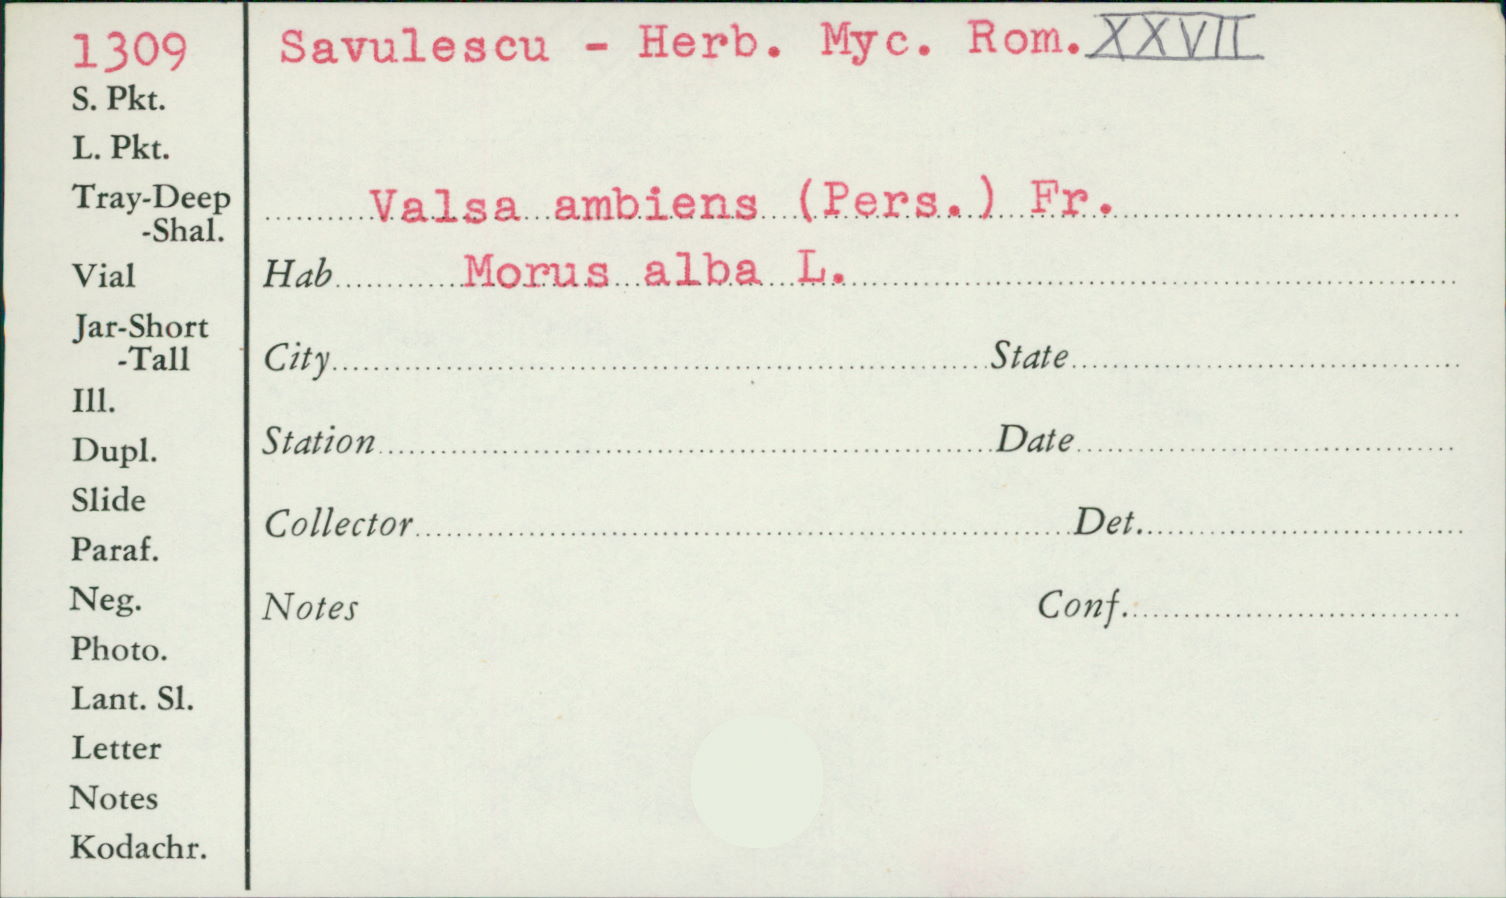 1309 Savulescu - Herb. Myc. Rom. XXVII
S. Pkt.
L. Pkt.
Tray-Deep
-Shal.
Valsa ambiens (Pers.) Fr.
Vial
Hab Morus alba L.
Jar-Short
-Tall
City State
Ill.
Dupl.
Station Date
Slide
Collector Det.
Paraf.
Neg.
Notes Conf.
Photo.
Lant. Sl.
Letter
Notes
Kodachr.